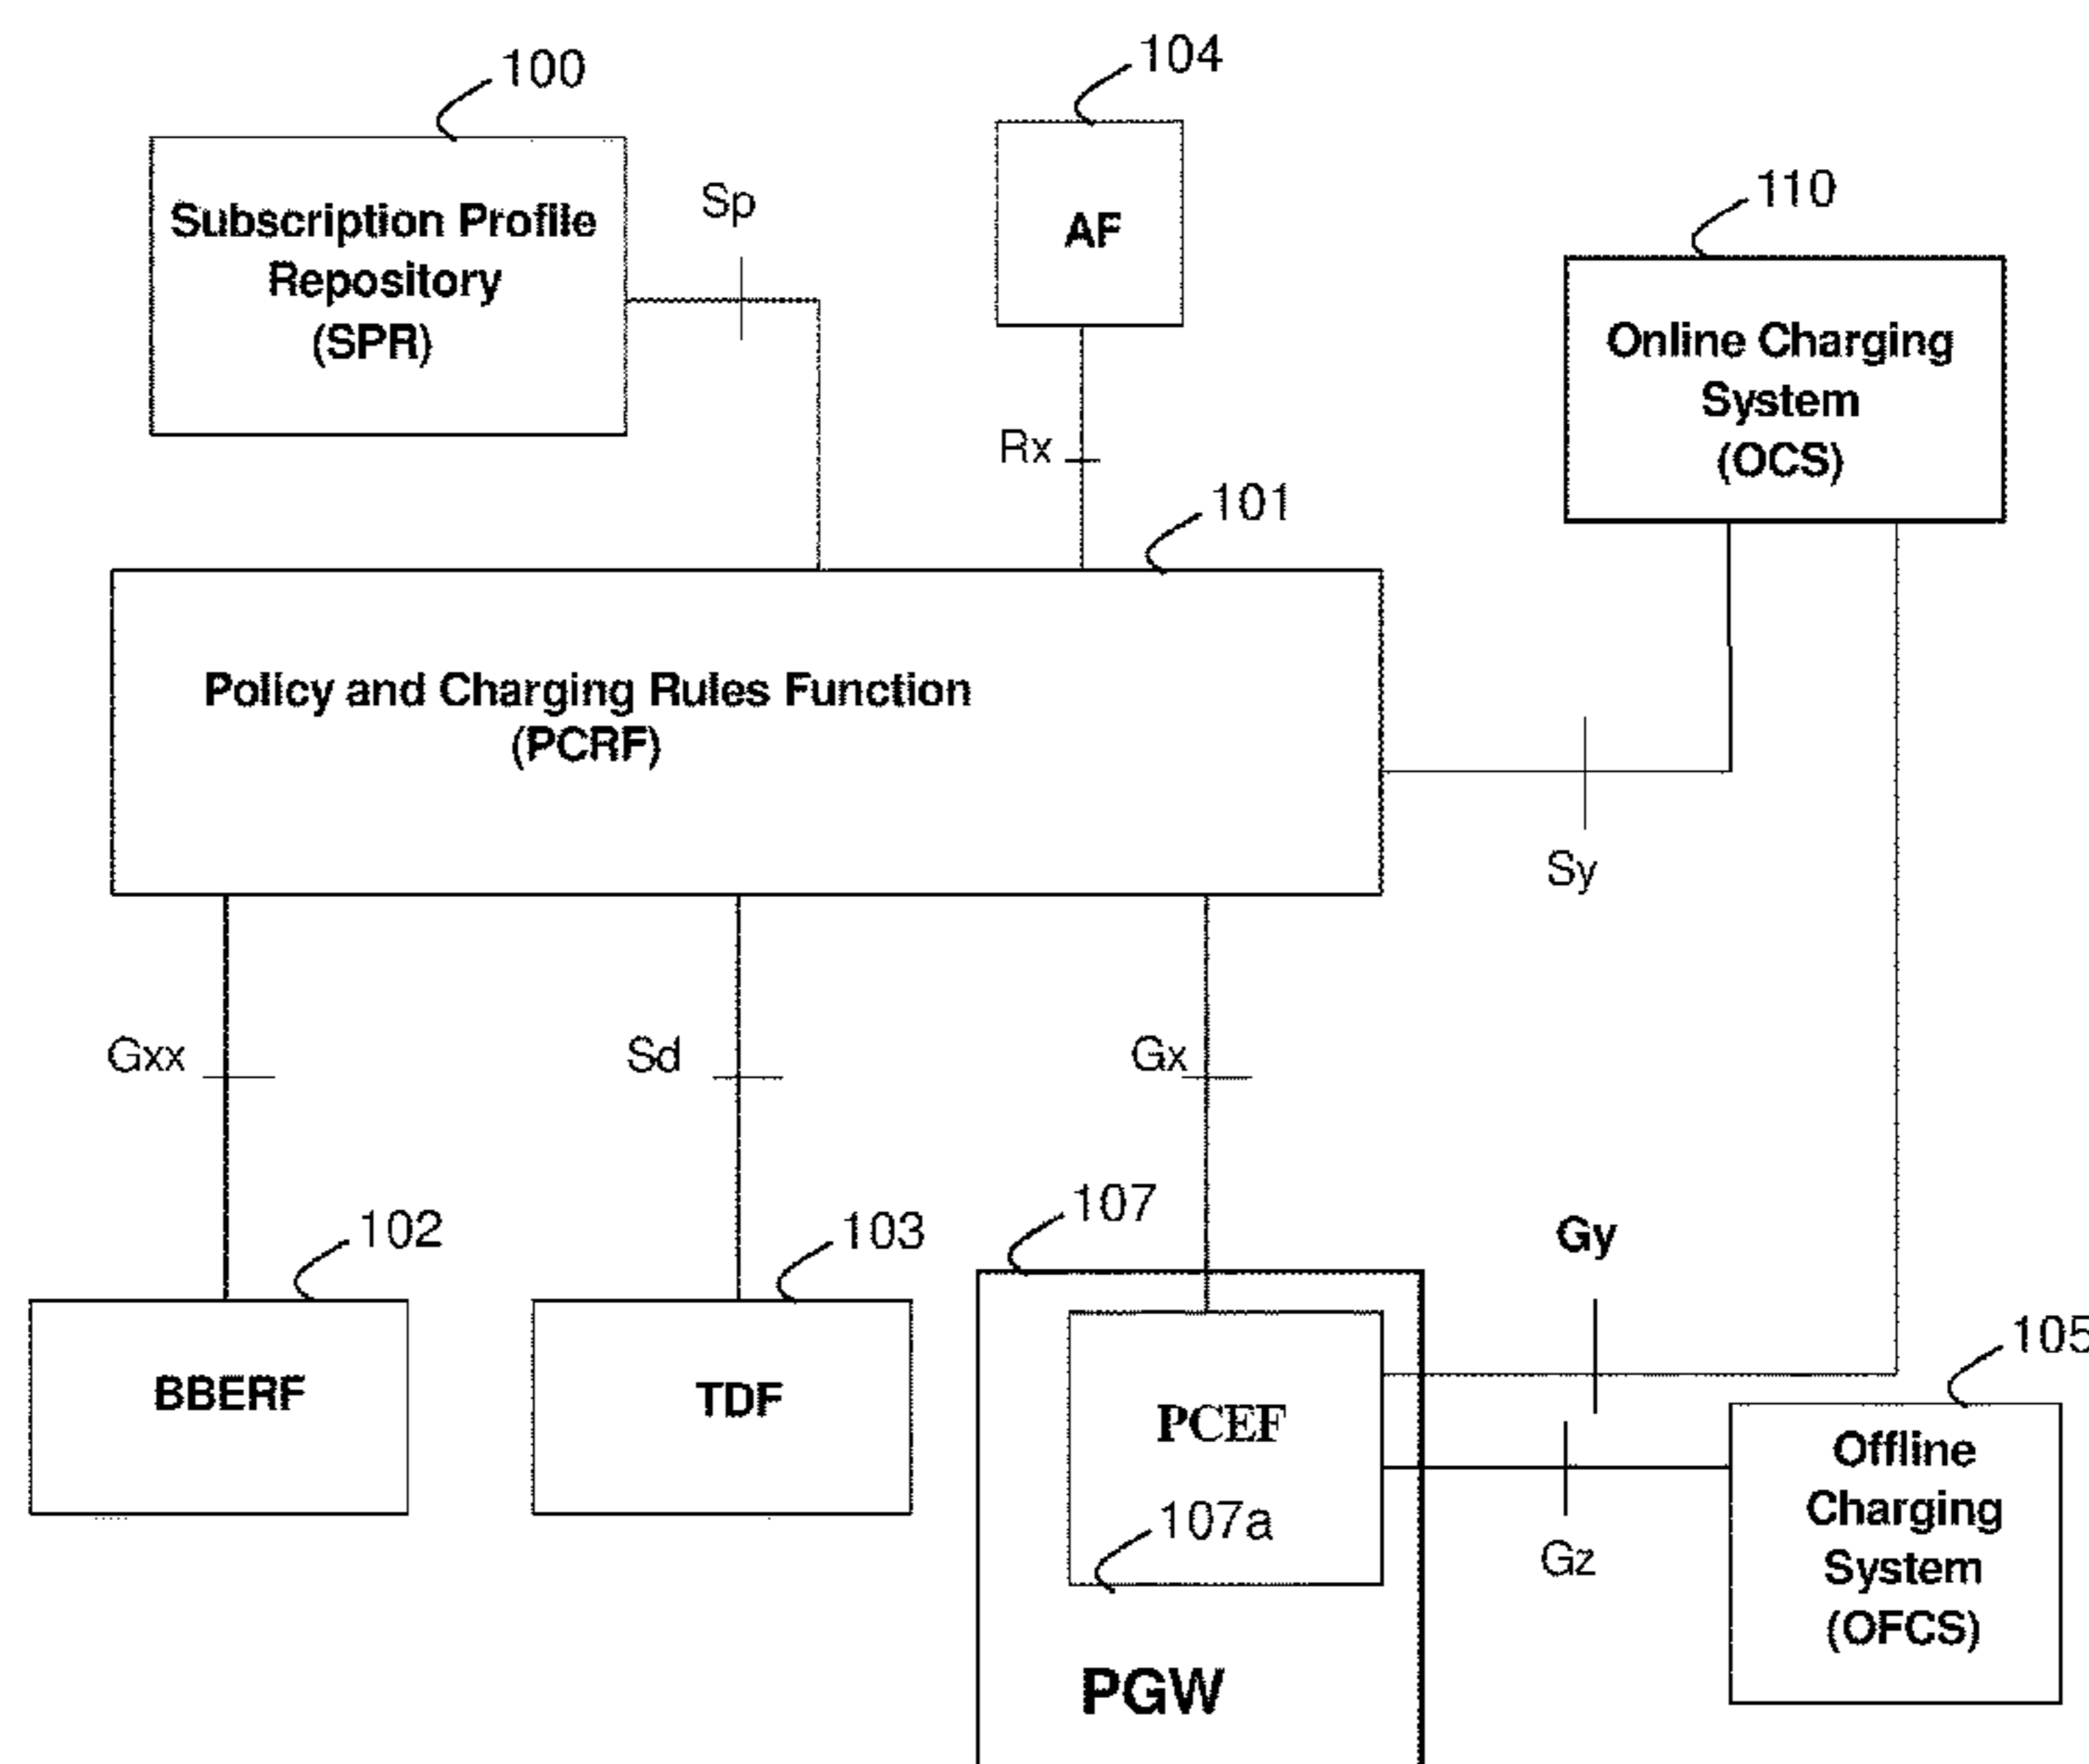 100
104
110
Subscription Profile
Repository
(SPR)
Sp
AF
Online Charging
System
(OCS)
Rx
101
Policy and Charging Rules Function
(PCRF)
Sy
Gxx
Sd
Gx
102
103
107
Gy
105
BBERF
TDF
PCEF
107a
Gz
Offline
Charging
System
(OFCS)
PGW